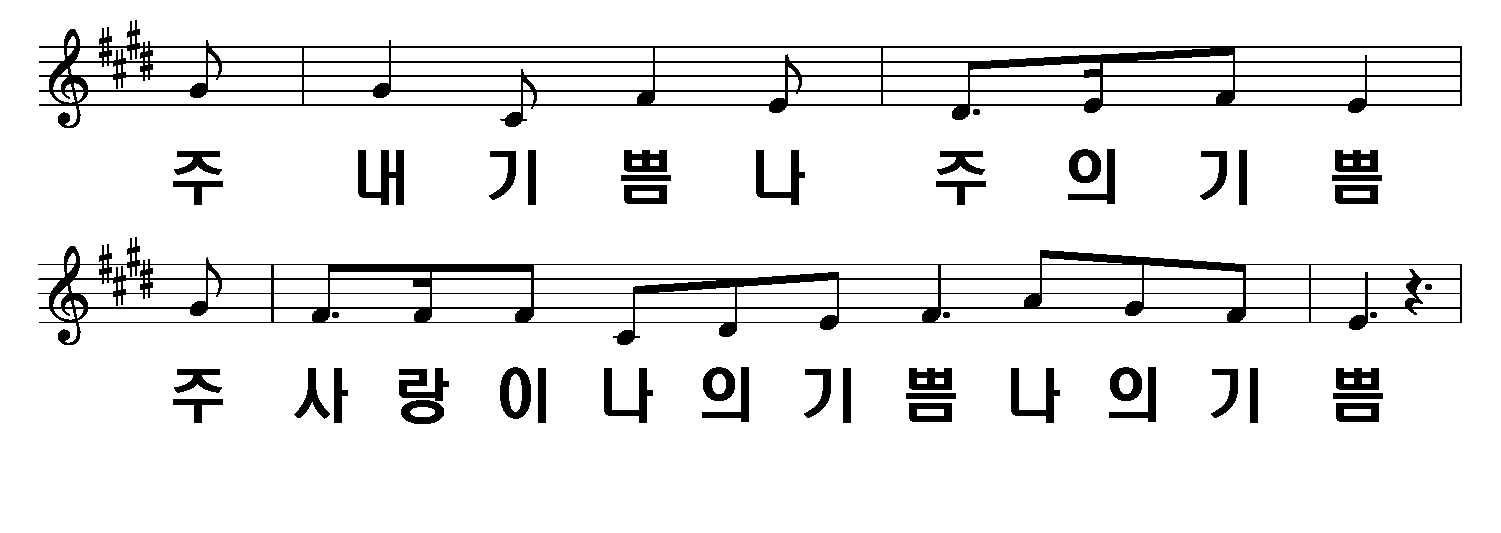 주 내 기 쁨 나 주 의 기 쁨
주 사 랑 이 나 의 기 쁨 나 의 기 쁨